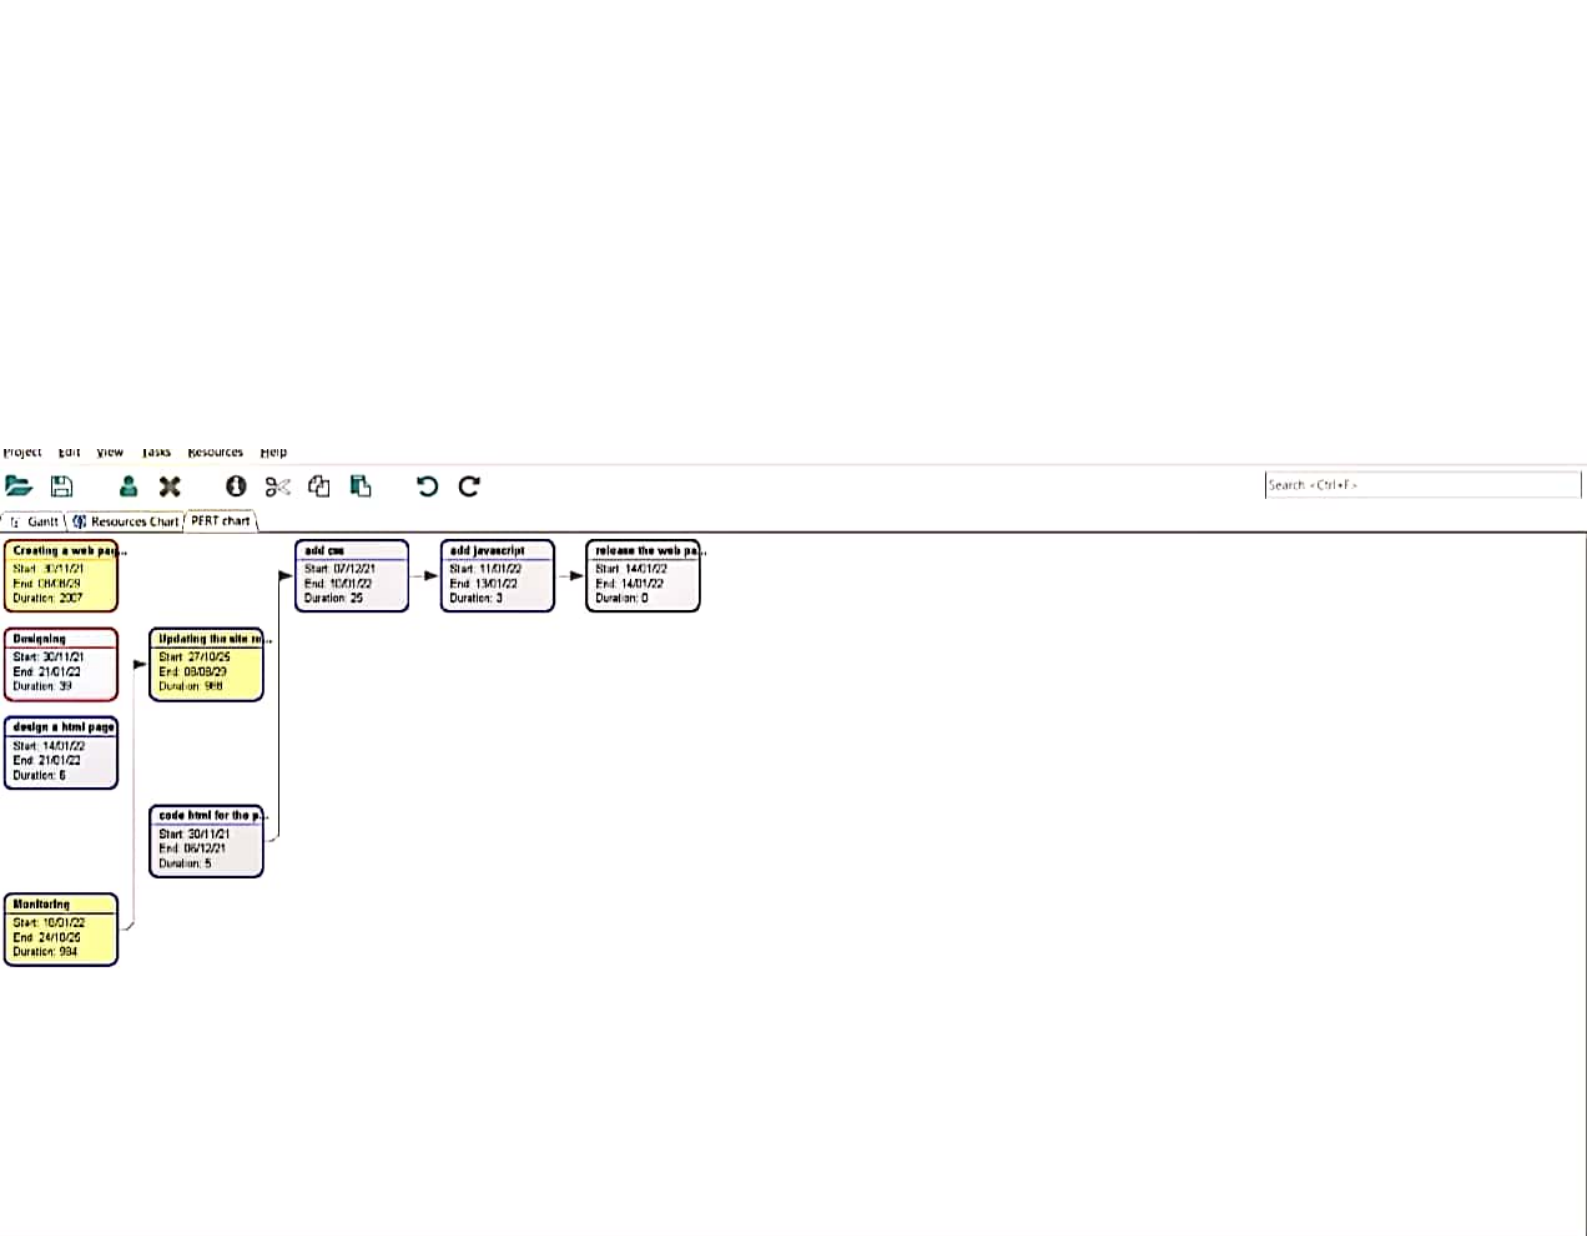 Project Edit View Tasks Resources Help
Search <Ctrl+F>
Gantt Resources Chart PERT chart
Creating a web pag...
Start: 30/11/21
End: 08/08/29
Duration: 2007
add css
Start: 07/12/21
End: 10/01/22
Duration: 25
add javascript
Start: 11/01/22
End: 13/01/22
Duration: 3
release the web pa...
Start: 14/01/22
End: 14/01/22
Duration: 0
Designing
Start: 30/11/21
End: 21/01/22
Duration: 39
Updating the site re...
Start: 27/10/25
End: 08/08/29
Duration: 988
design a html page
Start: 14/01/22
End: 21/01/22
Duration: 6
code html for the p...
Start: 30/11/21
End: 06/12/21
Duration: 5
Monitoring
Start: 18/01/22
End: 24/10/25
Duration: 984